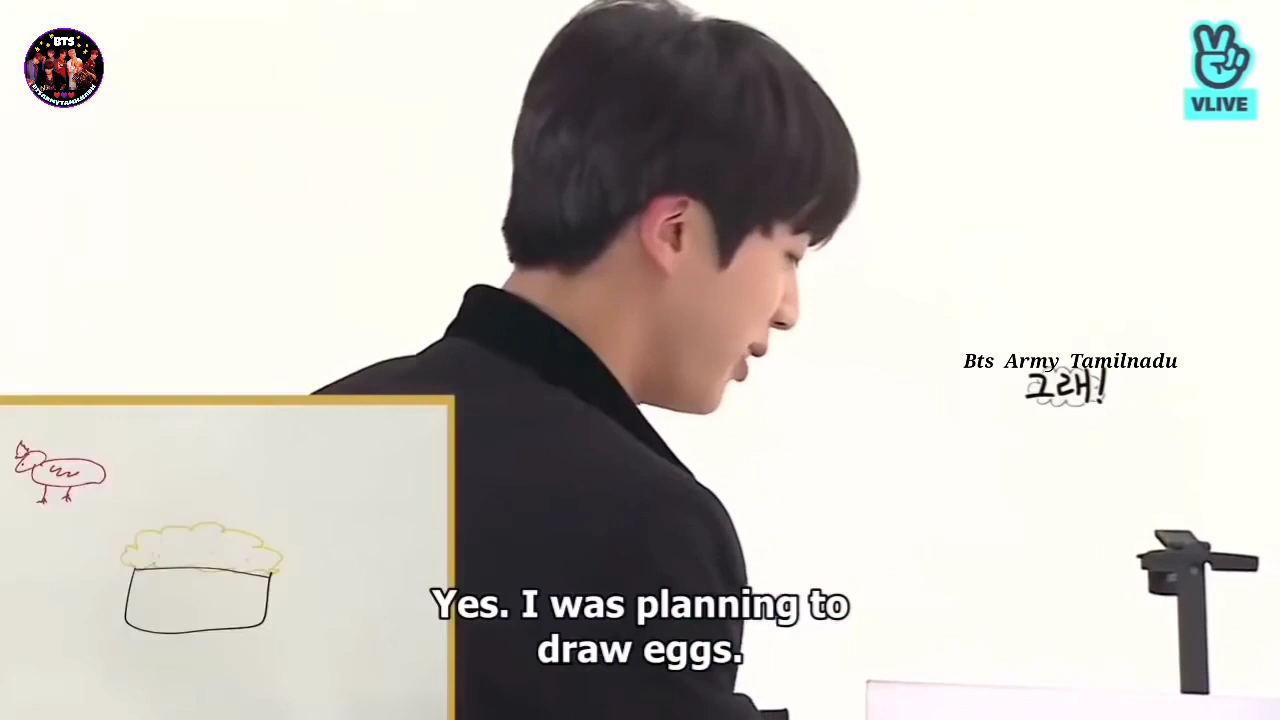 BTS
VLIVE
Bts Army Tamilnadu
그래!
Yes. I was planning to
draw eggs.